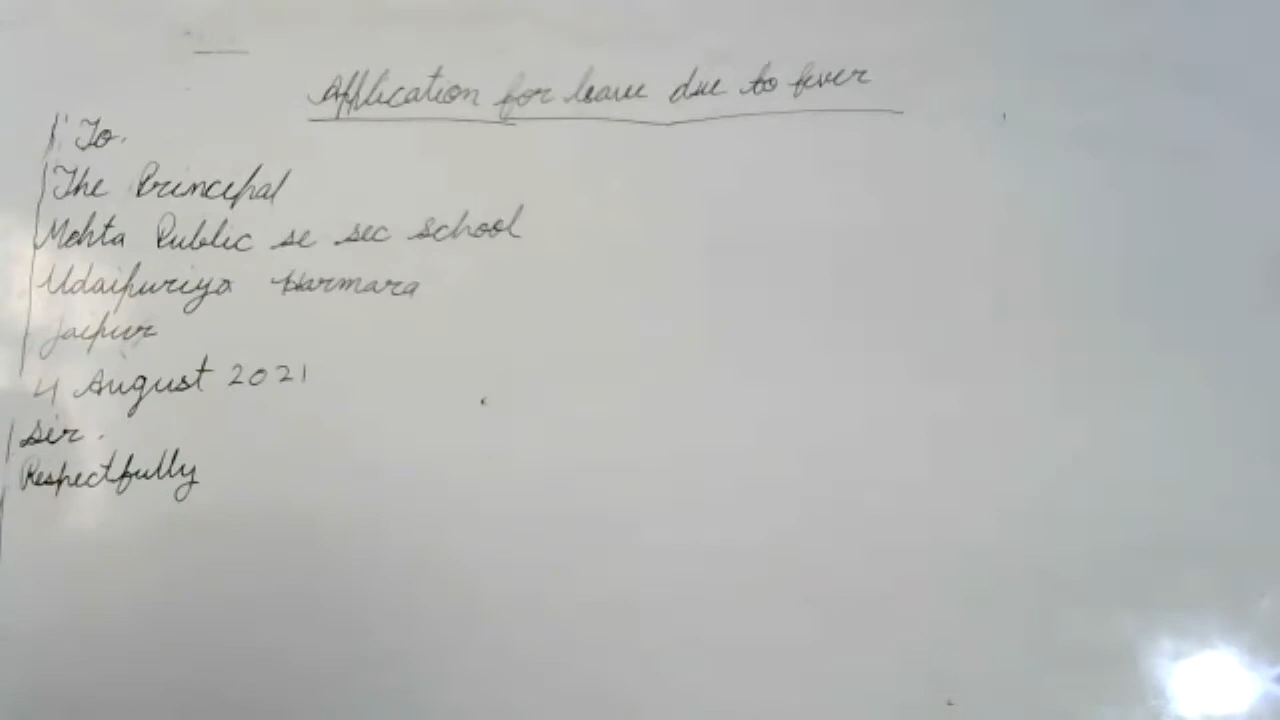 Application for leave due to fever
To.
The Principal
Mehta Public se sec school
Udaipuriya Harmara
Jaipur
4 August 2021
Sir.
Respectfully